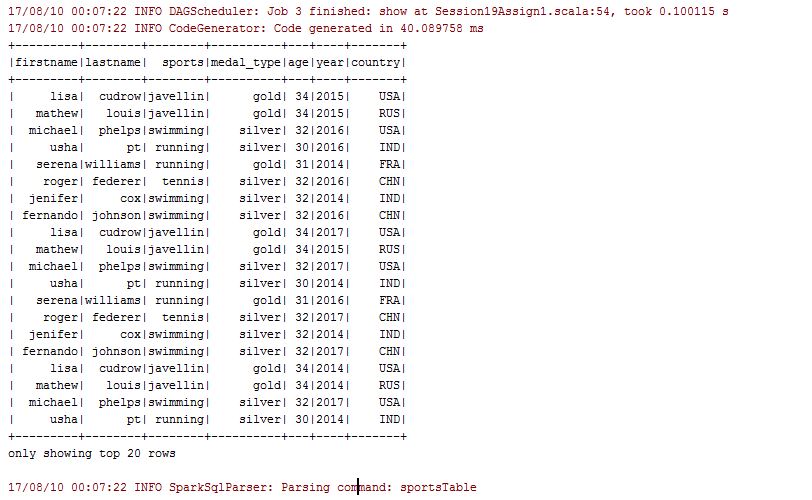 17/08/10 00:07:22 INFO DAGScheduler: Job 3 finished: show at Session19Assign1.scala:54, took 0.100115 s
17/08/10 00:07:22 INFO CodeGenerator: Code generated in 40.089758 ms
+---------+--------+--------+----------+---+----+-------+
|firstname|lastname|  sports|medal_type|age|year|country|
+---------+--------+--------+----------+---+----+-------+
|     lisa|  cudrow|javellin|      gold| 34|2015|    USA|
|   mathew|   louis|javellin|      gold| 34|2015|    RUS|
|  michael|  phelps|swimming|    silver| 32|2016|    USA|
|     usha|      pt| running|    silver| 30|2016|    IND|
|   serena|williams| running|      gold| 31|2014|    FRA|
|    roger| federer|  tennis|    silver| 32|2016|    CHN|
|  jenifer|     cox|swimming|    silver| 32|2014|    IND|
| fernando| johnson|swimming|    silver| 32|2016|    CHN|
|     lisa|  cudrow|javellin|      gold| 34|2017|    USA|
|   mathew|   louis|javellin|      gold| 34|2015|    RUS|
|  michael|  phelps|swimming|    silver| 32|2017|    USA|
|     usha|      pt| running|    silver| 30|2014|    IND|
|   serena|williams| running|      gold| 31|2016|    FRA|
|    roger| federer|  tennis|    silver| 32|2017|    CHN|
|  jenifer|     cox|swimming|    silver| 32|2014|    IND|
| fernando| johnson|swimming|    silver| 32|2017|    CHN|
|     lisa|  cudrow|javellin|      gold| 34|2014|    USA|
|   mathew|   louis|javellin|      gold| 34|2014|    RUS|
|  michael|  phelps|swimming|    silver| 32|2017|    USA|
|     usha|      pt| running|    silver| 30|2014|    IND|
+---------+--------+--------+----------+---+----+-------+
only showing top 20 rows
17/08/10 00:07:22 INFO SparkSqlParser: Parsing command: sportsTable